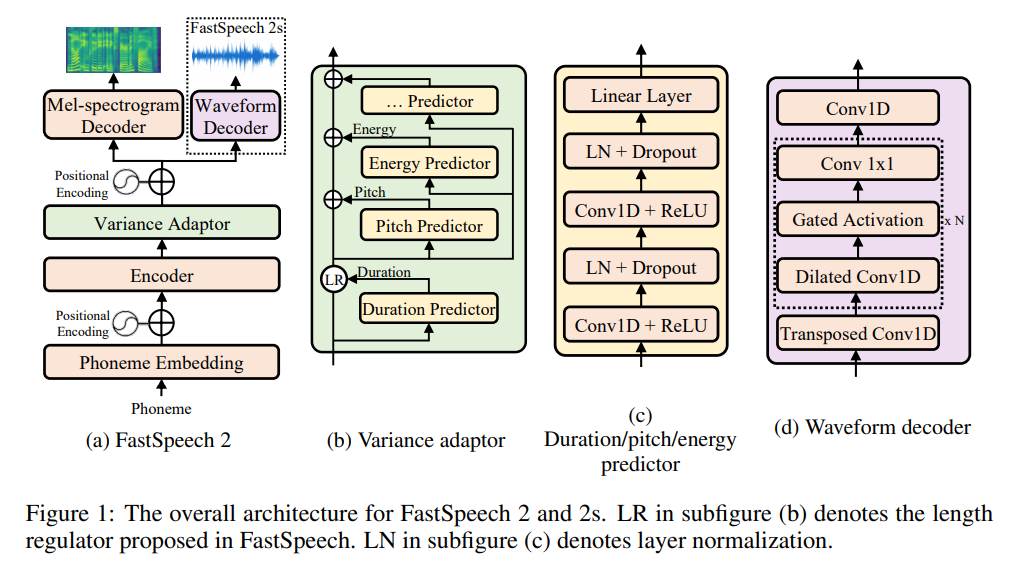 FastSpeech 2s
Mel-spectrogram
Decoder
Waveform
Decoder
Positional
Encoding
Variance Adaptor
Encoder
Positional
Encoding
Phoneme Embedding
Phoneme
(a) FastSpeech 2
... Predictor
Energy
Energy Predictor
Pitch
Pitch Predictor
LR
Duration
Duration Predictor
(b) Variance adaptor
Linear Layer
LN + Dropout
Conv1D + ReLU
LN + Dropout
Conv1D + ReLU
(c)
Duration/pitch/energy
predictor
Conv1D
Conv 1x1
Gated Activation
x N
Dilated Conv1D
Transposed Conv1D
(d) Waveform decoder
Figure 1: The overall architecture for FastSpeech 2 and 2s. LR in subfigure (b) denotes the length
regulator proposed in FastSpeech. LN in subfigure (c) denotes layer normalization.